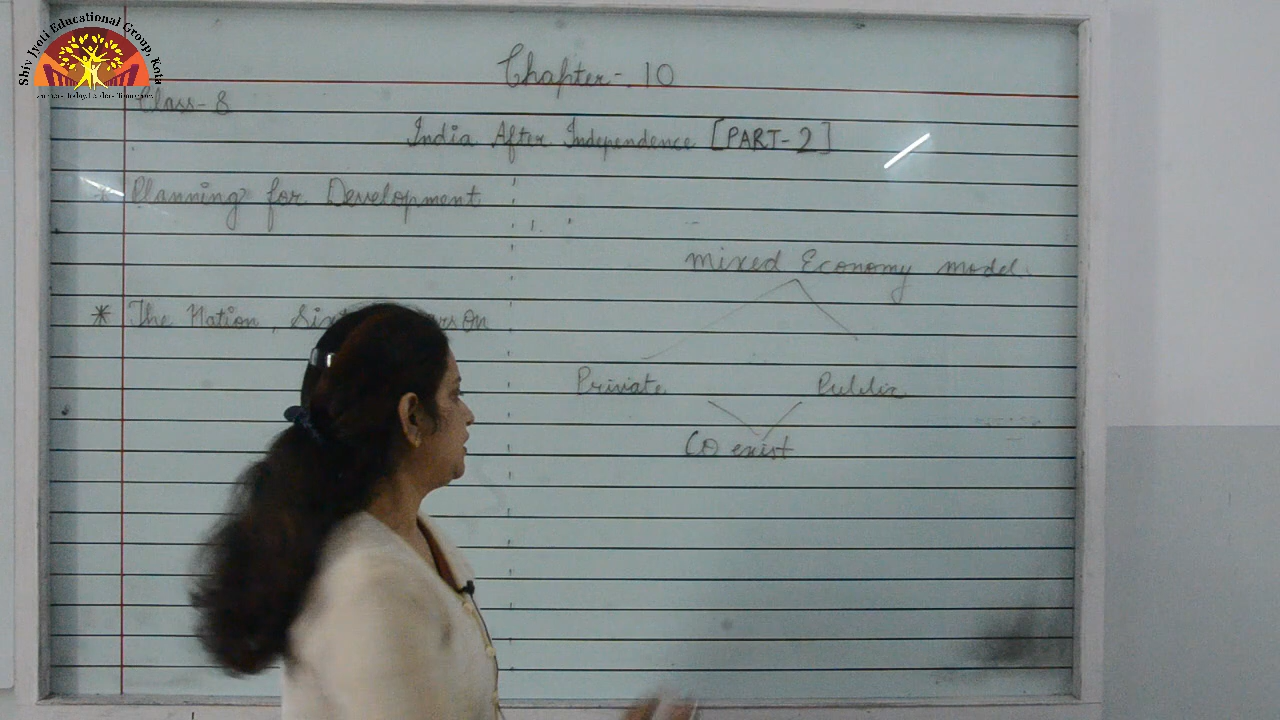 Shiv Jyoti Educational Group, Kota
Chapter-10
Class-8
India After Independence [PART-2]
* Planning for Development
mixed Economy model.
* The Nation, on
Private Public
CO exist